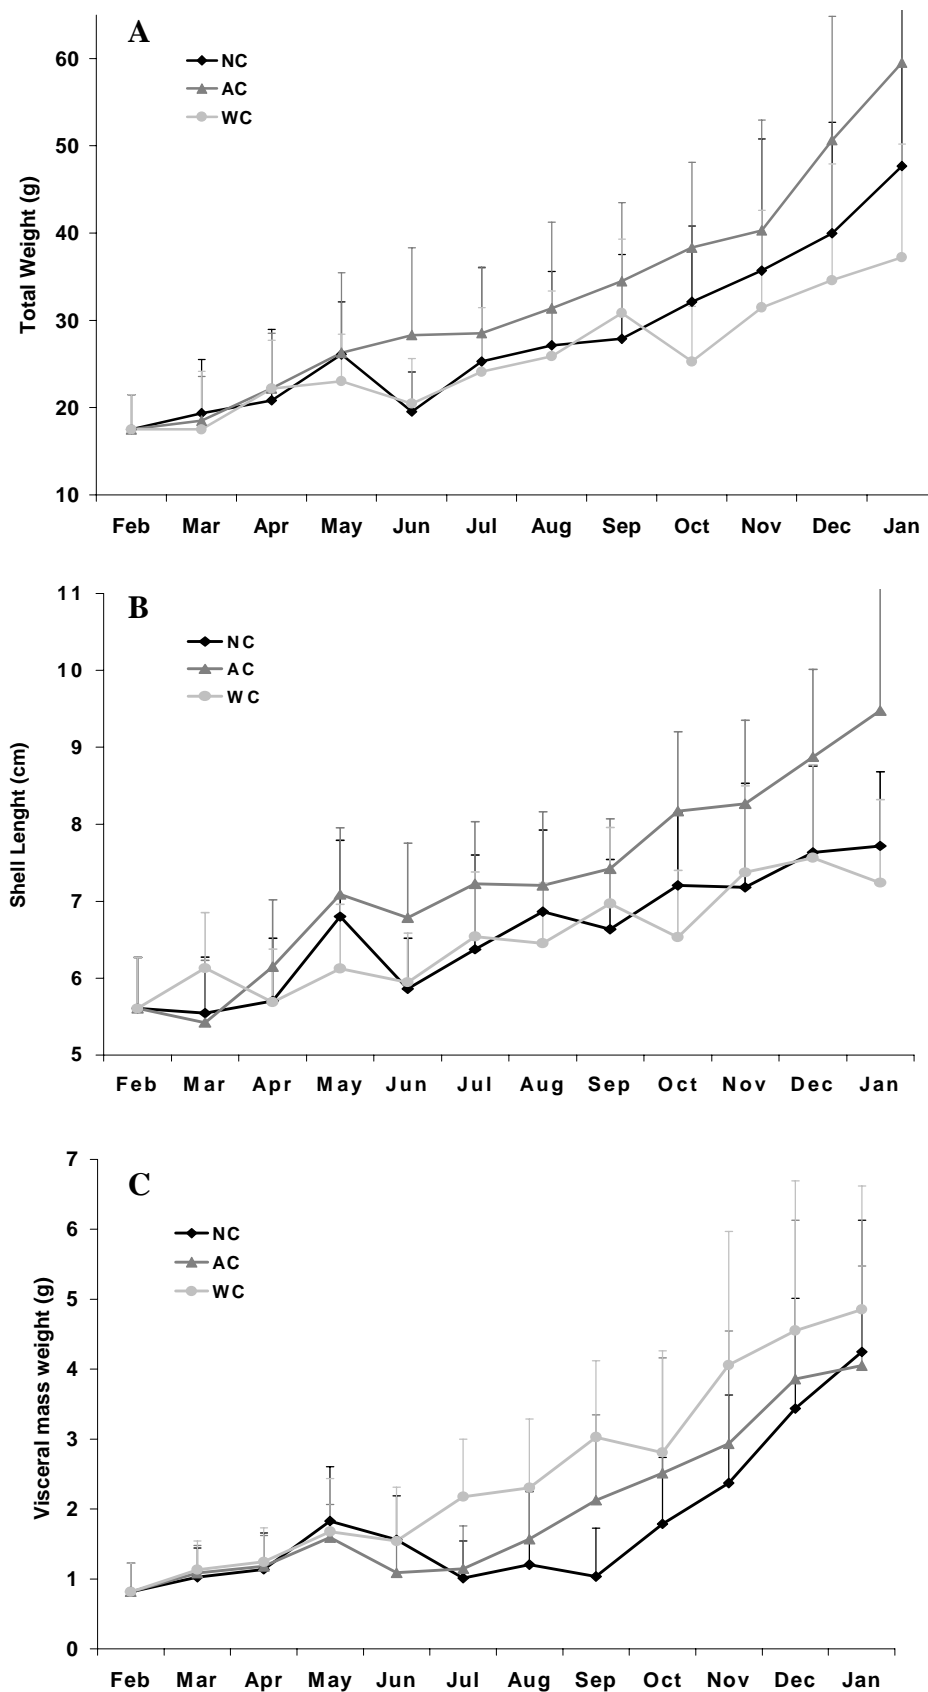 A
NC
AC
WC
Total Weight (g)
60
50
40
30
20
10
Feb Mar Apr May Jun Jul Aug Sep Oct Nov Dec Jan
B
NC
AC
WC
Shell Lenght (cm)
11
10
9
8
7
6
5
Feb Mar Apr May Jun Jul Aug Sep Oct Nov Dec Jan
C
NC
AC
WC
Visceral mass weight (g)
7
6
5
4
3
2
1
0
Feb Mar Apr May Jun Jul Aug Sep Oct Nov Dec Jan